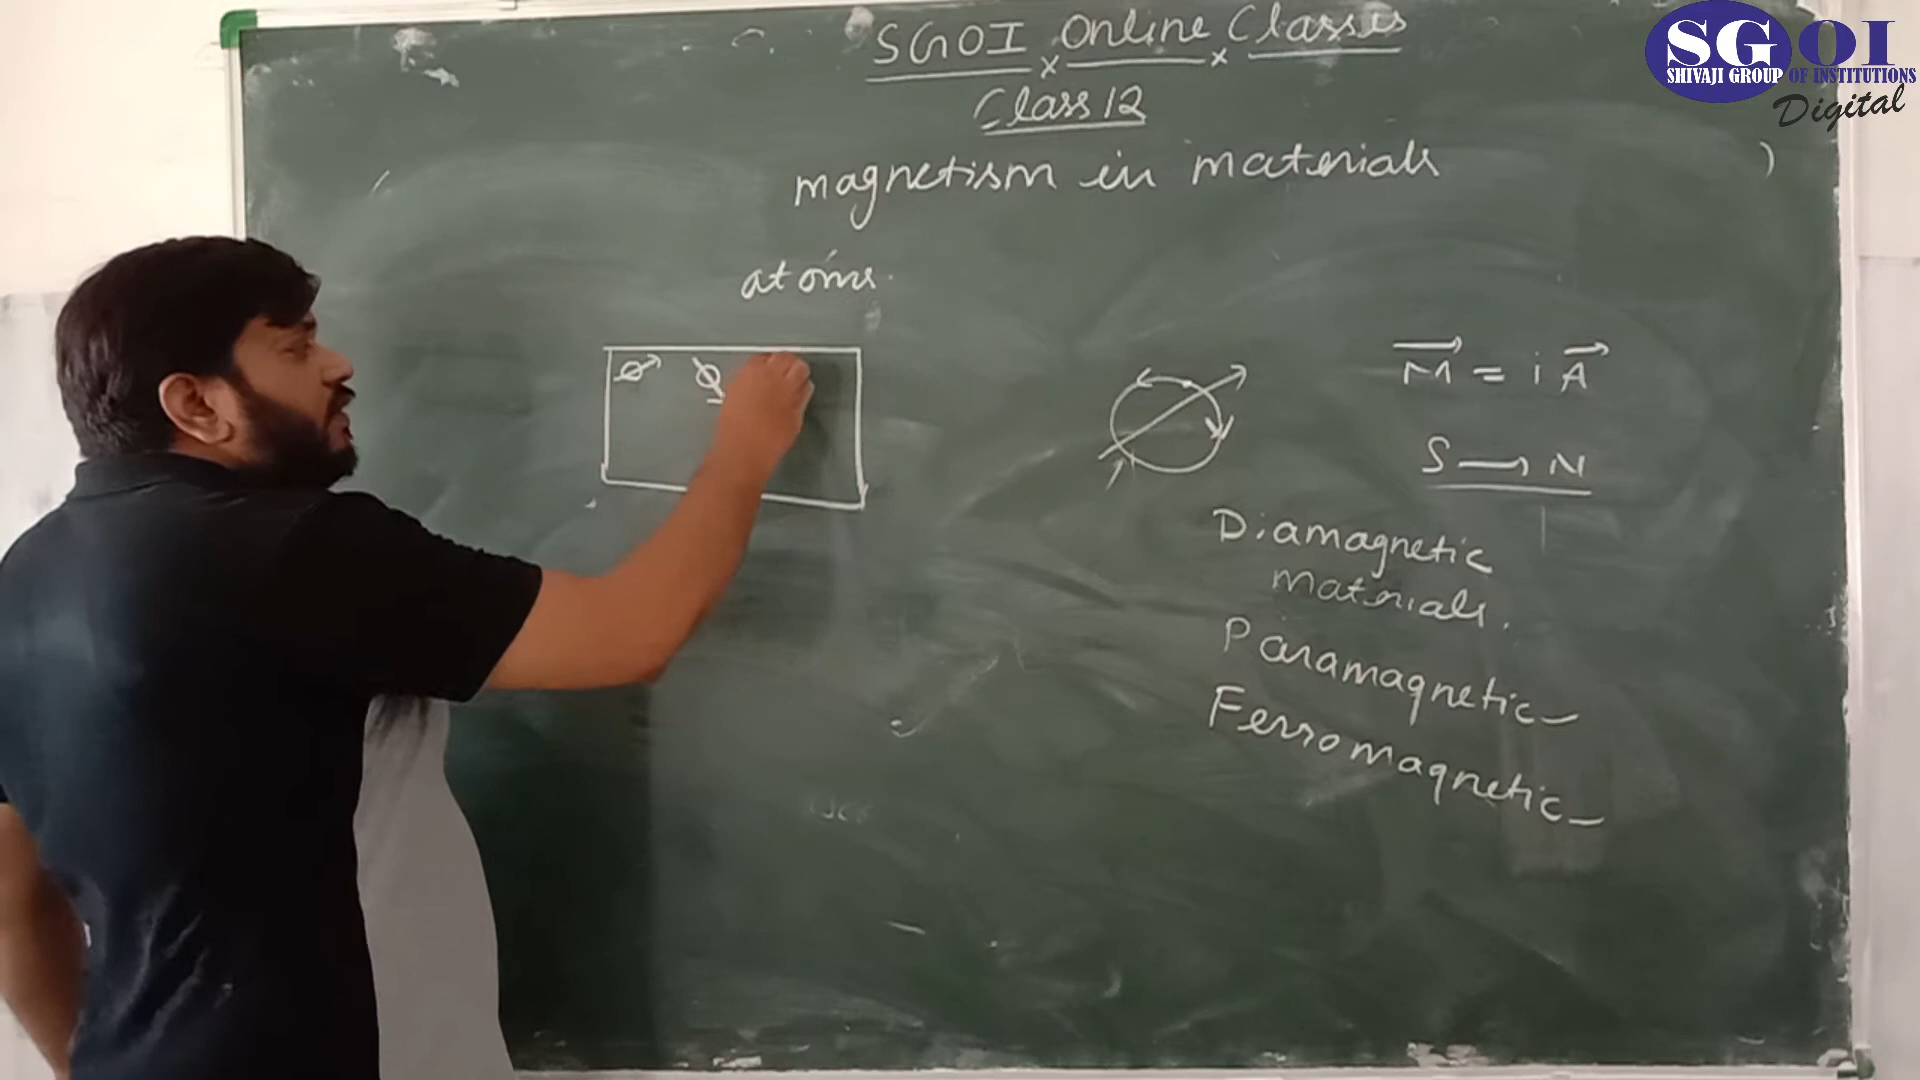 SGOI
SHIVAJI GROUP OF INSTITUTIONS
Digital
SGOI x Online x Classes
Class 12
magnetism in materials
atoms.
M = i A
S → N
Diamagnetic
materials.
Paramagnetic -
Ferromagnetic -